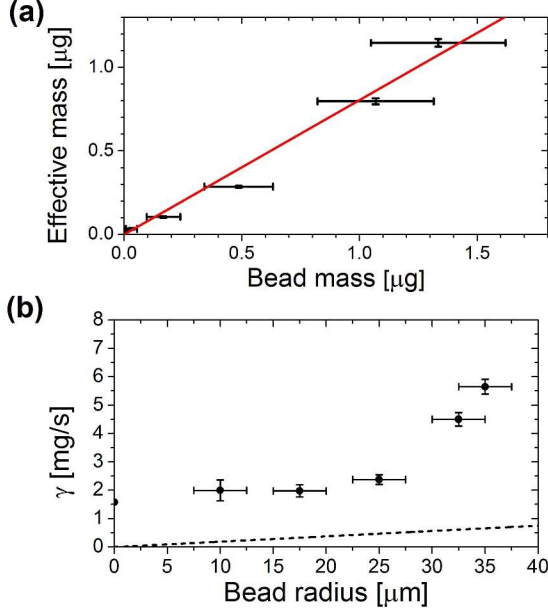 (a)
Effective mass [μg]
1.0
0.5
0.0
0.0 0.5 1.0 1.5
Bead mass [μg]
(b)
γ [mg/s]
8
7
6
5
4
3
2
1
0
0 5 10 15 20 25 30 35 40
Bead radius [μm]